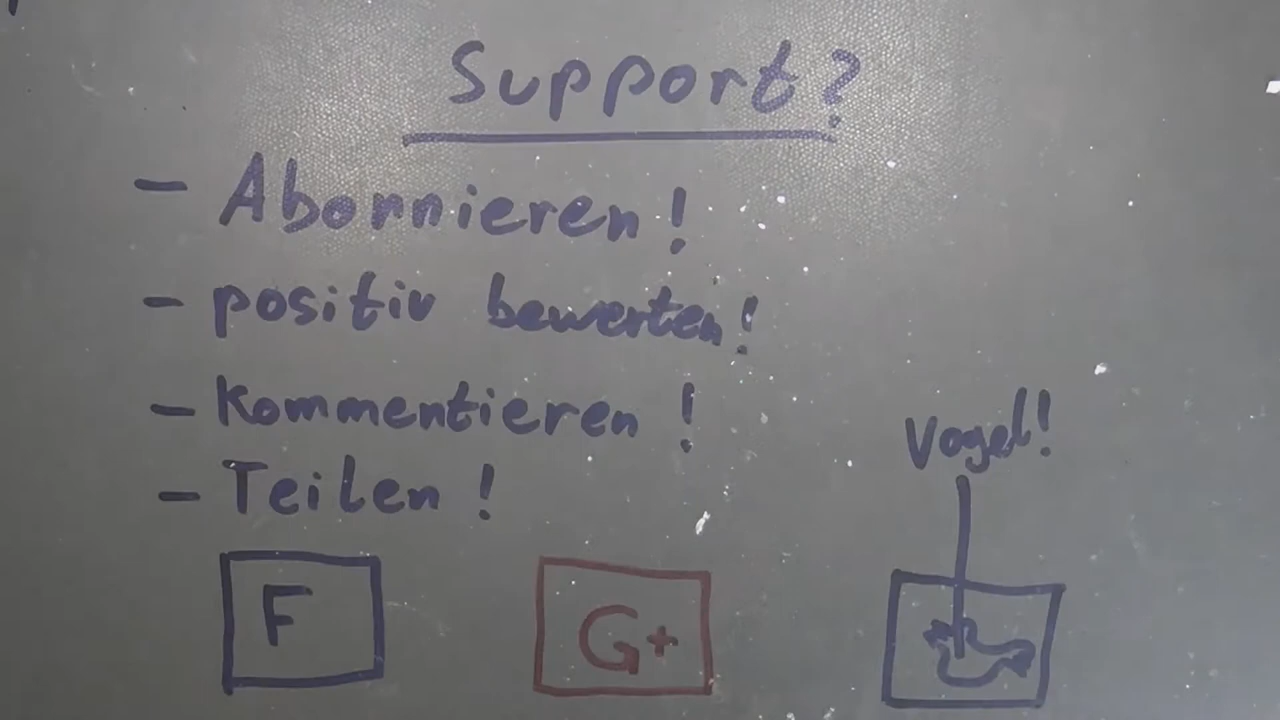 Support?
- Abonnieren!
- positiv bewerten!
- Kommentieren!
- Teilen!
Vogel!
F
G+